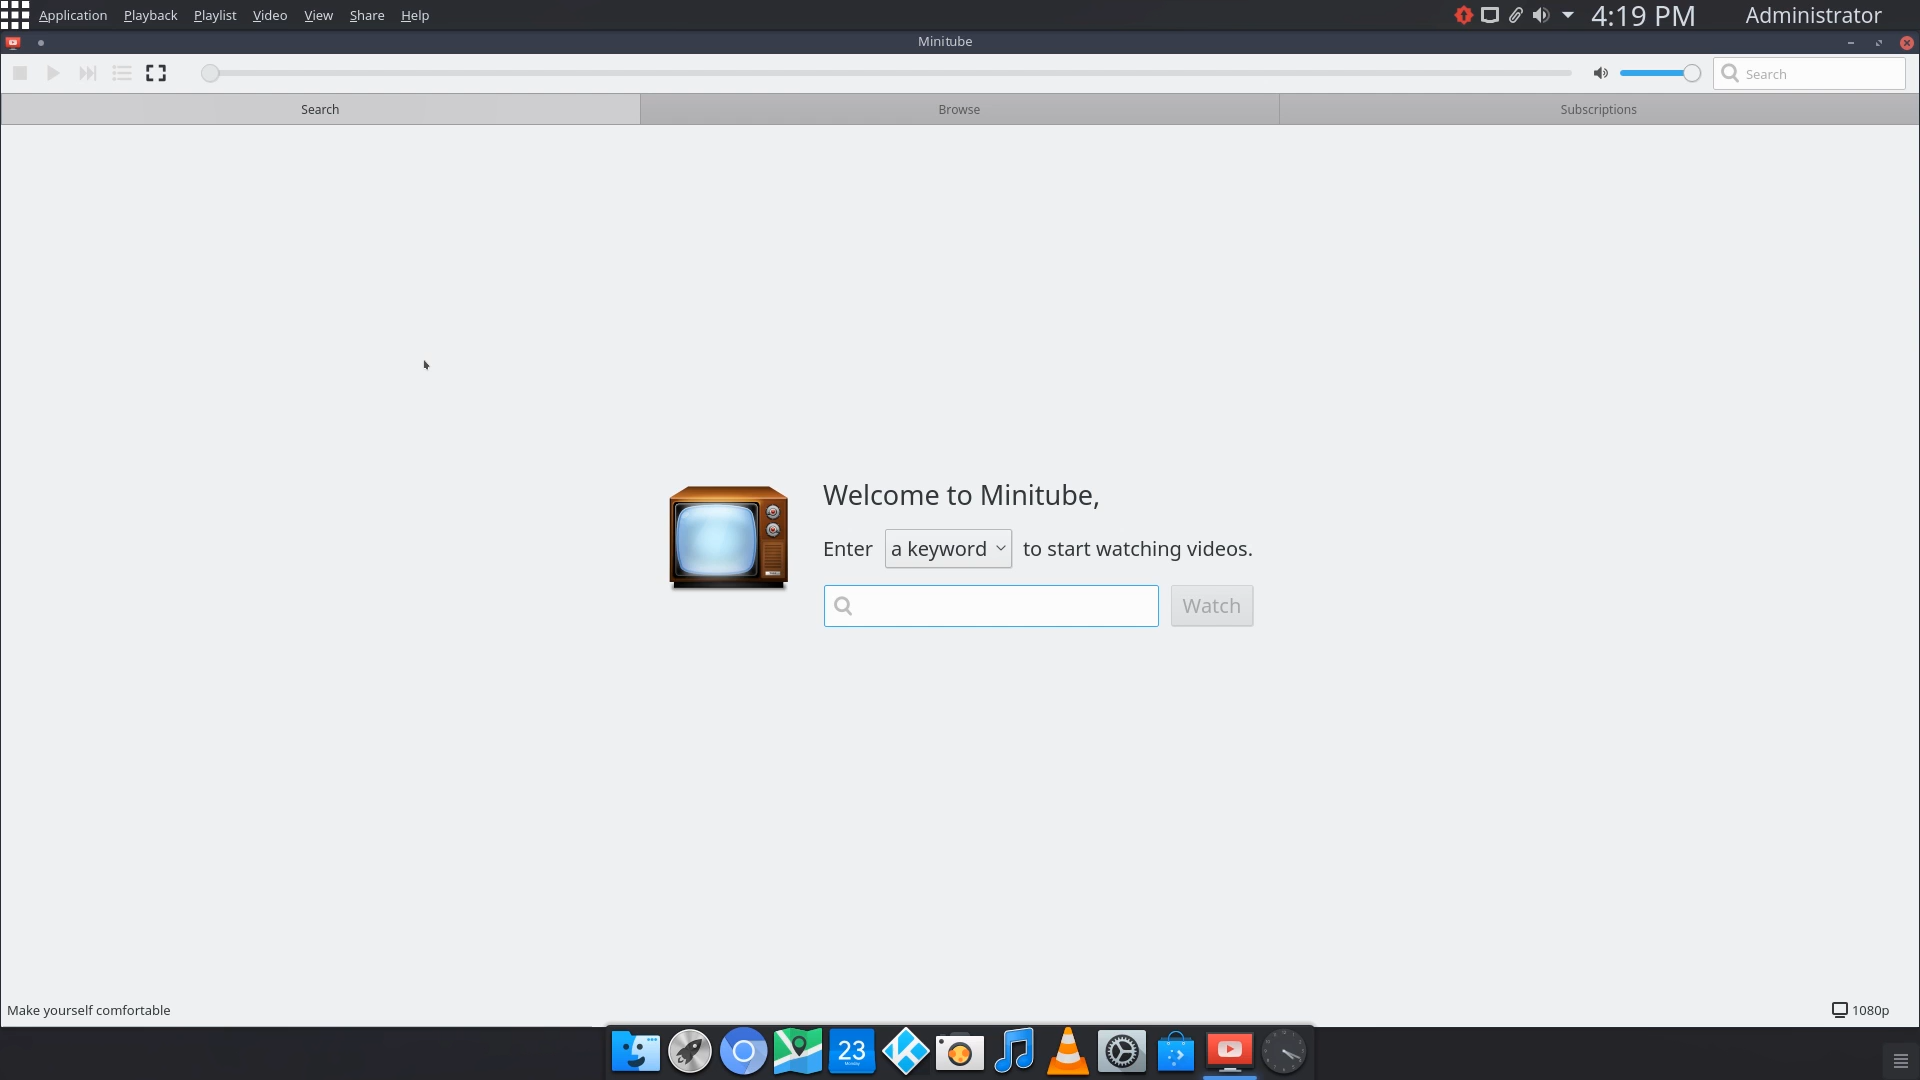 Application Playback Playlist Video View Share Help 4:19 PM Administrator
Minitube
Search
Search Browse Subscriptions
Welcome to Minitube,
Enter a keyword to start watching videos.
Watch
Make yourself comfortable 1080p
23